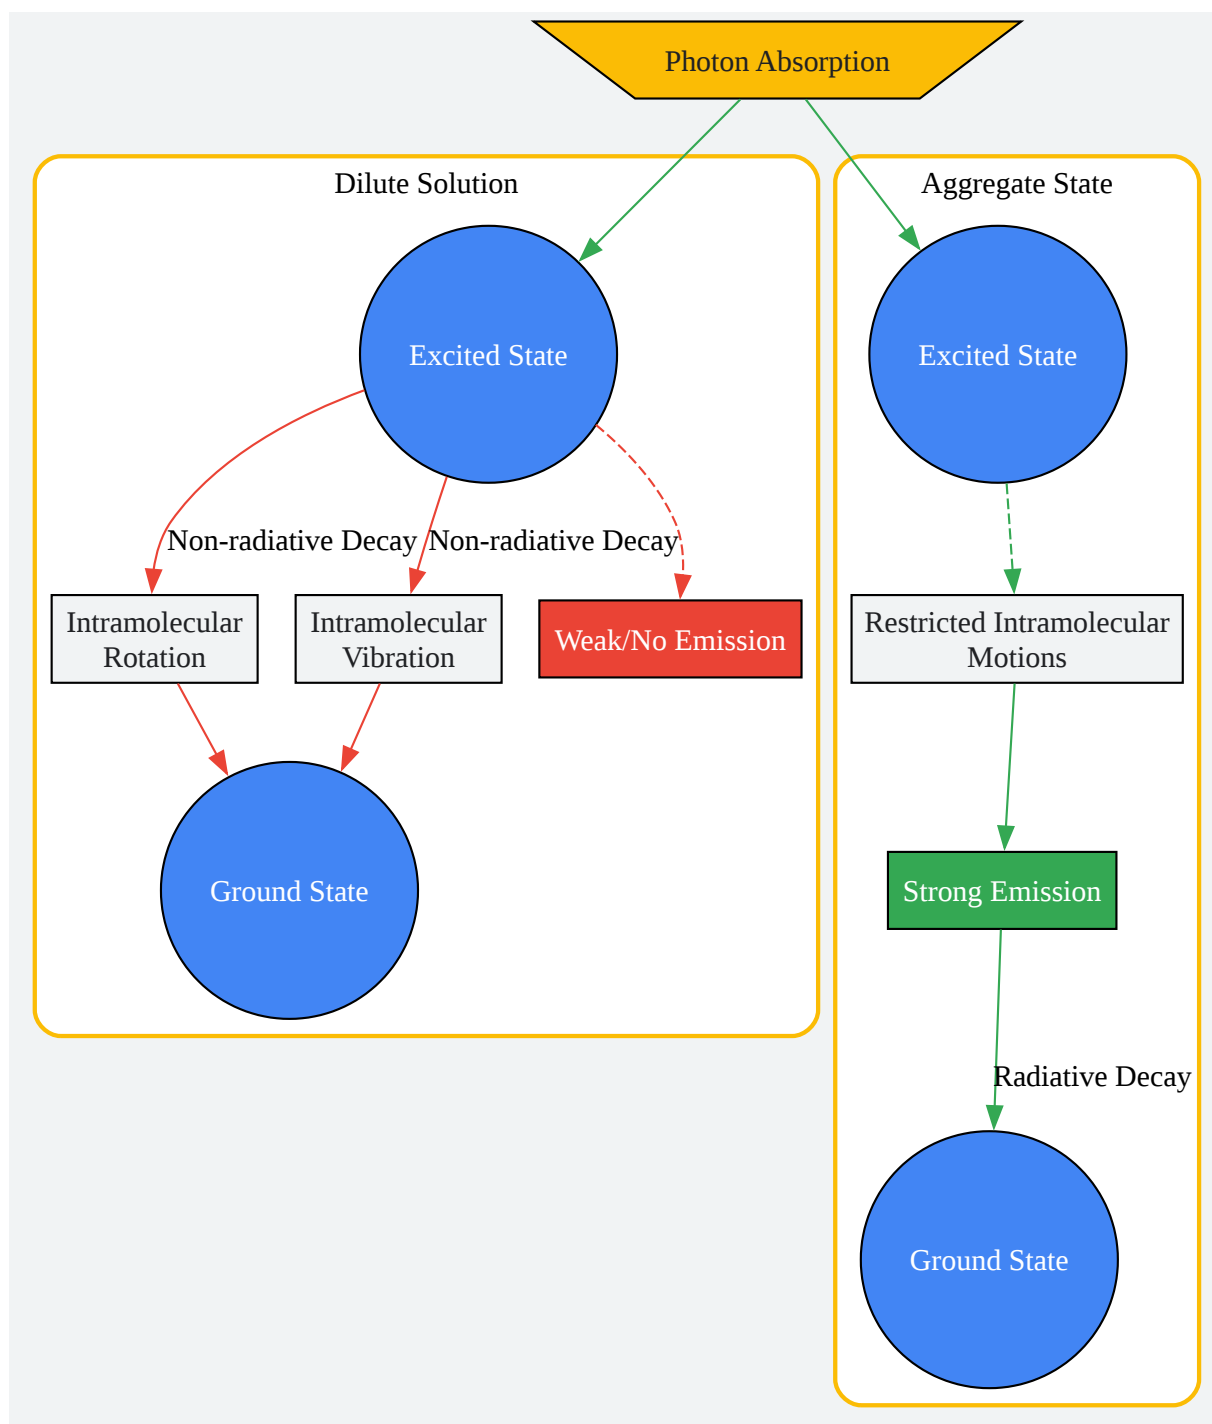 Photon Absorption
Dilute Solution
Excited State
Non-radiative Decay
Non-radiative Decay
Intramolecular
Rotation
Intramolecular
Vibration
Weak/No Emission
Ground State
Aggregate State
Excited State
Restricted Intramolecular
Motions
Strong Emission
Radiative Decay
Ground State